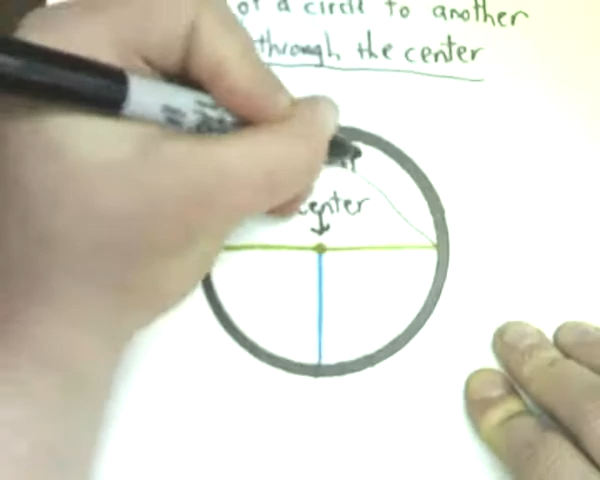 of a circle to another
through the center
center